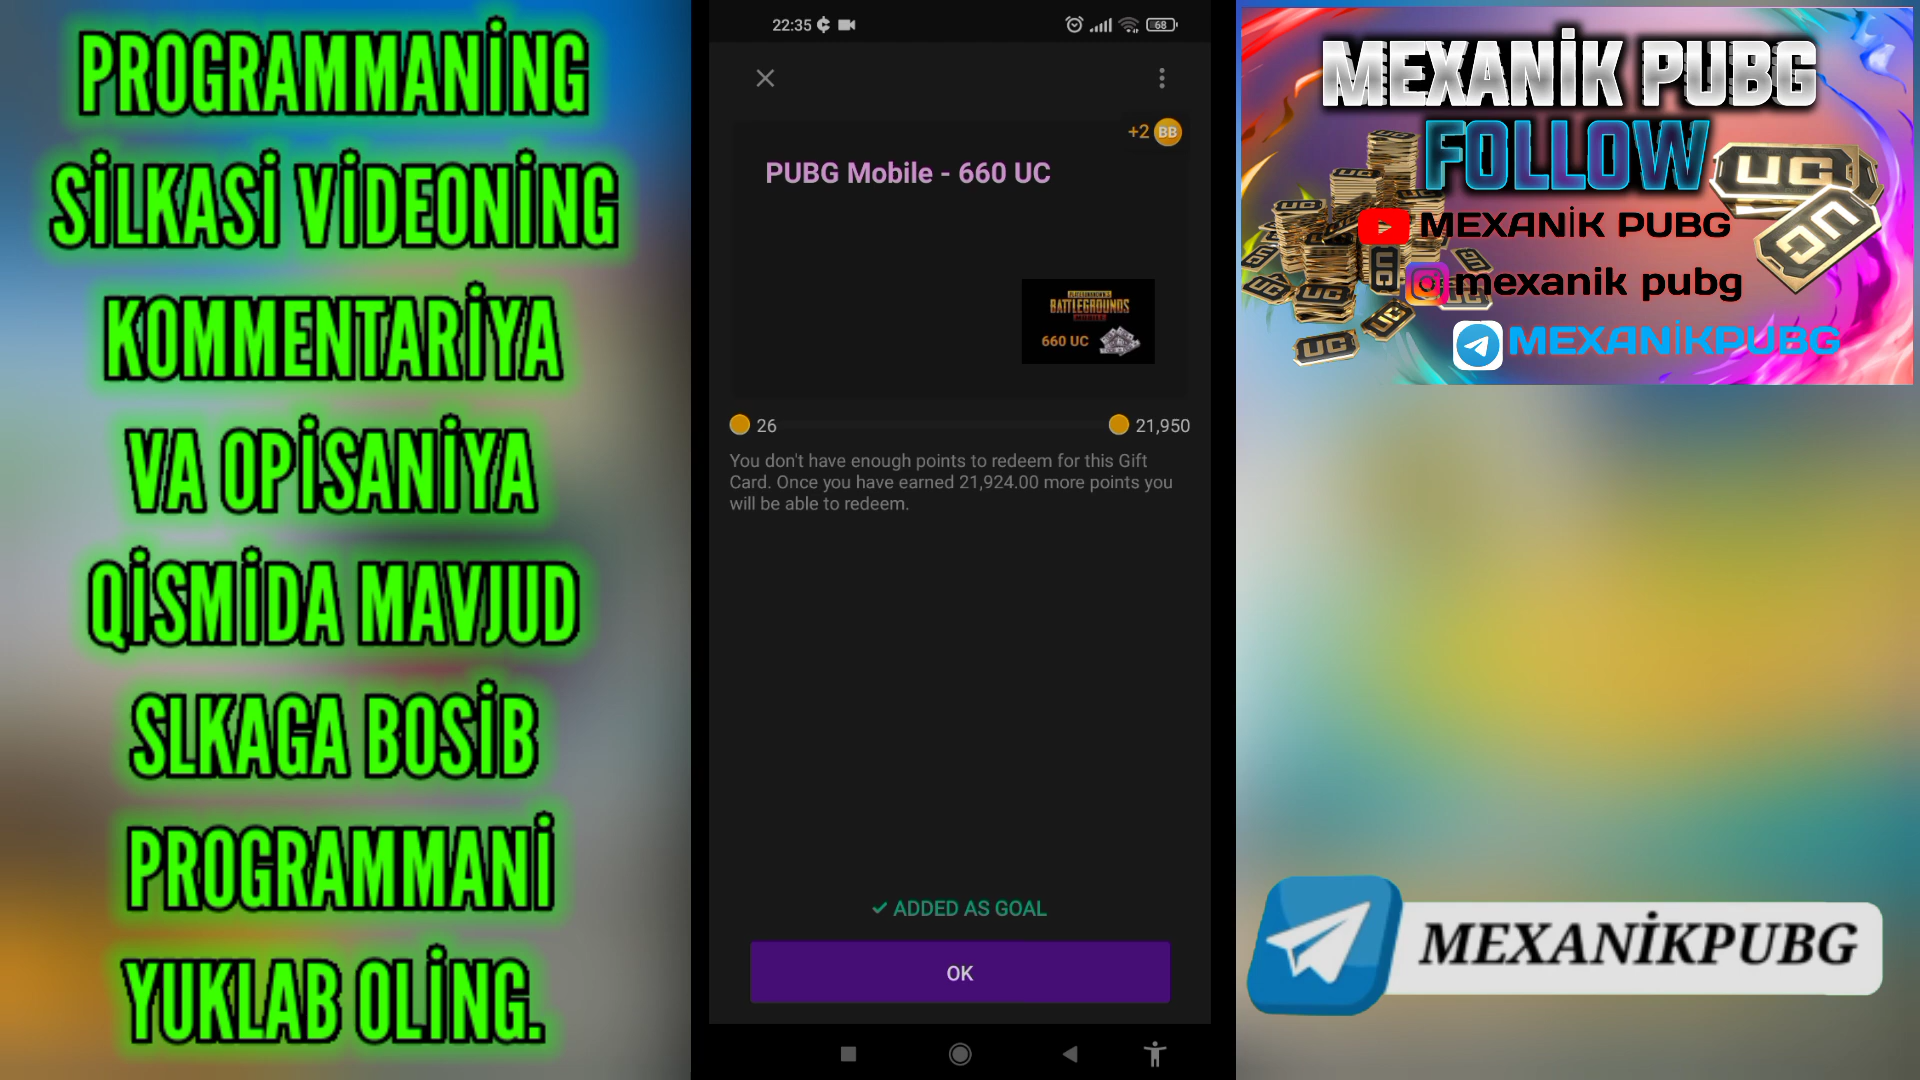 PROGRAMMANİNG
SİLKASİ VİDEONİNG
KOMMENTARİYA
VA OPİSANİYA
QİSMİDA MAVJUD
SLKAGA BOSİB
PROGRAMMANİ
YUKLAB OLİNG.
22:35
68
+2 BB
PUBG Mobile - 660 UC
PLAYERUNKNOWN'S
BATTLEGROUNDS
MOBILE
660 UC
26
21,950
You don't have enough points to redeem for this Gift
Card. Once you have earned 21,924.00 more points you
will be able to redeem.
ADDED AS GOAL
OK
MEXANİK PUBG
FOLLOW
UC
UC
MEXANİK PUBG
mexanik pubg
MEXANİKPUBG
MEXANİKPUBG